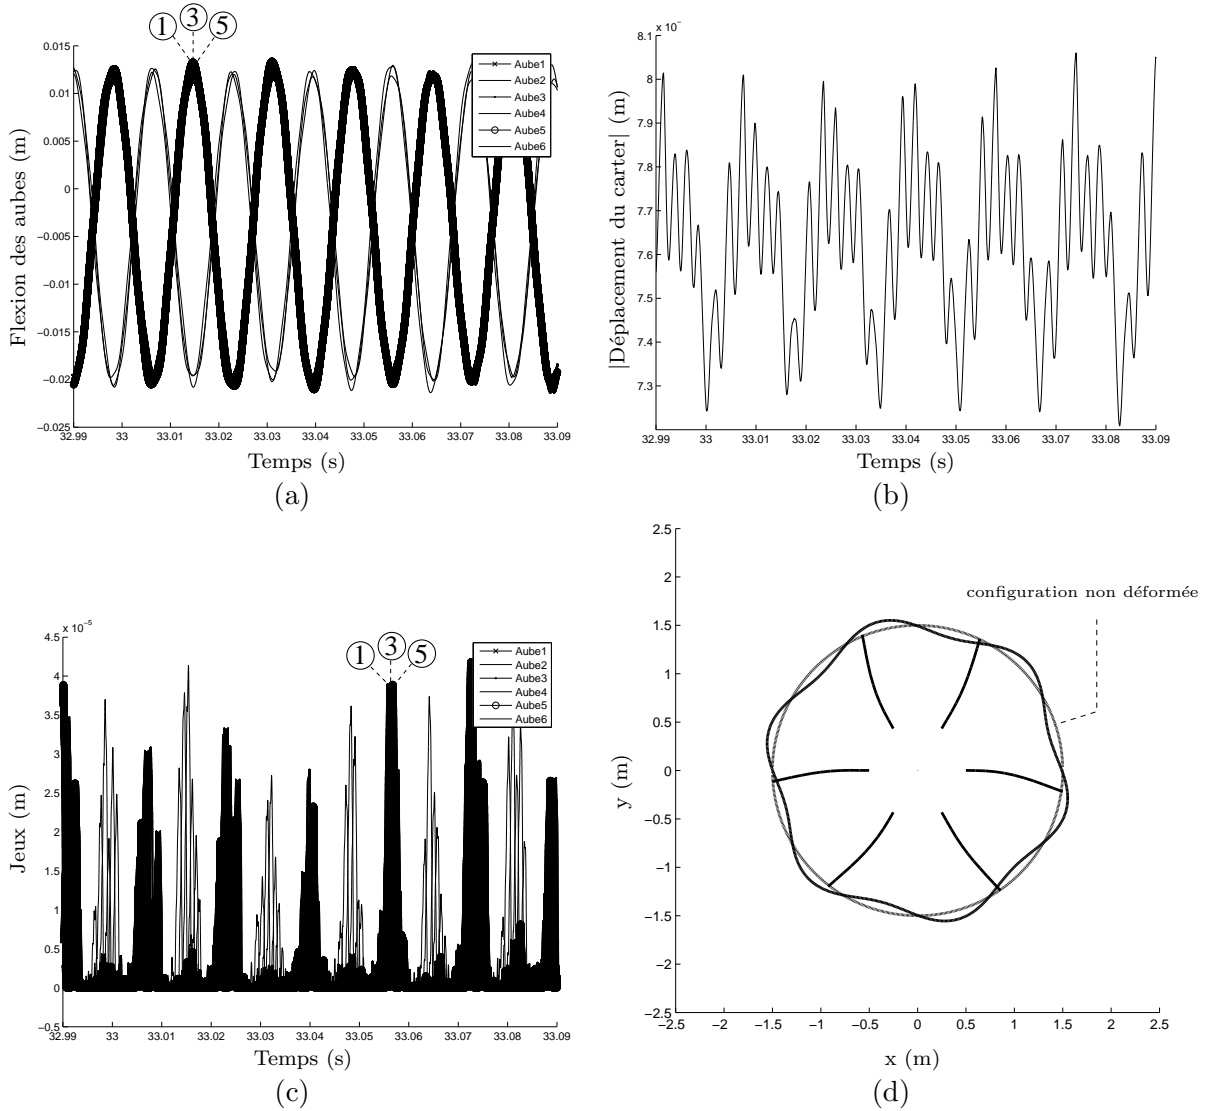 1 3 5
0.015
0.01
0.005
0
−0.005
−0.01
−0.015
−0.02
−0.025
Flexion des aubes (m)
Aube1
Aube2
Aube3
Aube4
Aube5
Aube6
32.99 33 33.01 33.02 33.03 33.04 33.05 33.06 33.07 33.08 33.09
Temps (s)
(a)
x 10⁻
8.1
8
7.9
7.8
7.7
7.6
7.5
7.4
7.3
|Déplacement du carter| (m)
32.99 33 33.01 33.02 33.03 33.04 33.05 33.06 33.07 33.08 33.09
Temps (s)
(b)
x 10⁻⁵
4.5
4
3.5
3
2.5
2
1.5
1
0.5
0
−0.5
Jeux (m)
1 3 5
Aube1
Aube2
Aube3
Aube4
Aube5
Aube6
32.99 33 33.01 33.02 33.03 33.04 33.05 33.06 33.07 33.08 33.09
Temps (s)
(c)
2.5
2
1.5
1
0.5
0
−0.5
−1
−1.5
−2
−2.5
y (m)
configuration non déformée
−2.5 −2 −1.5 −1 −0.5 0 0.5 1 1.5 2 2.5
x (m)
(d)